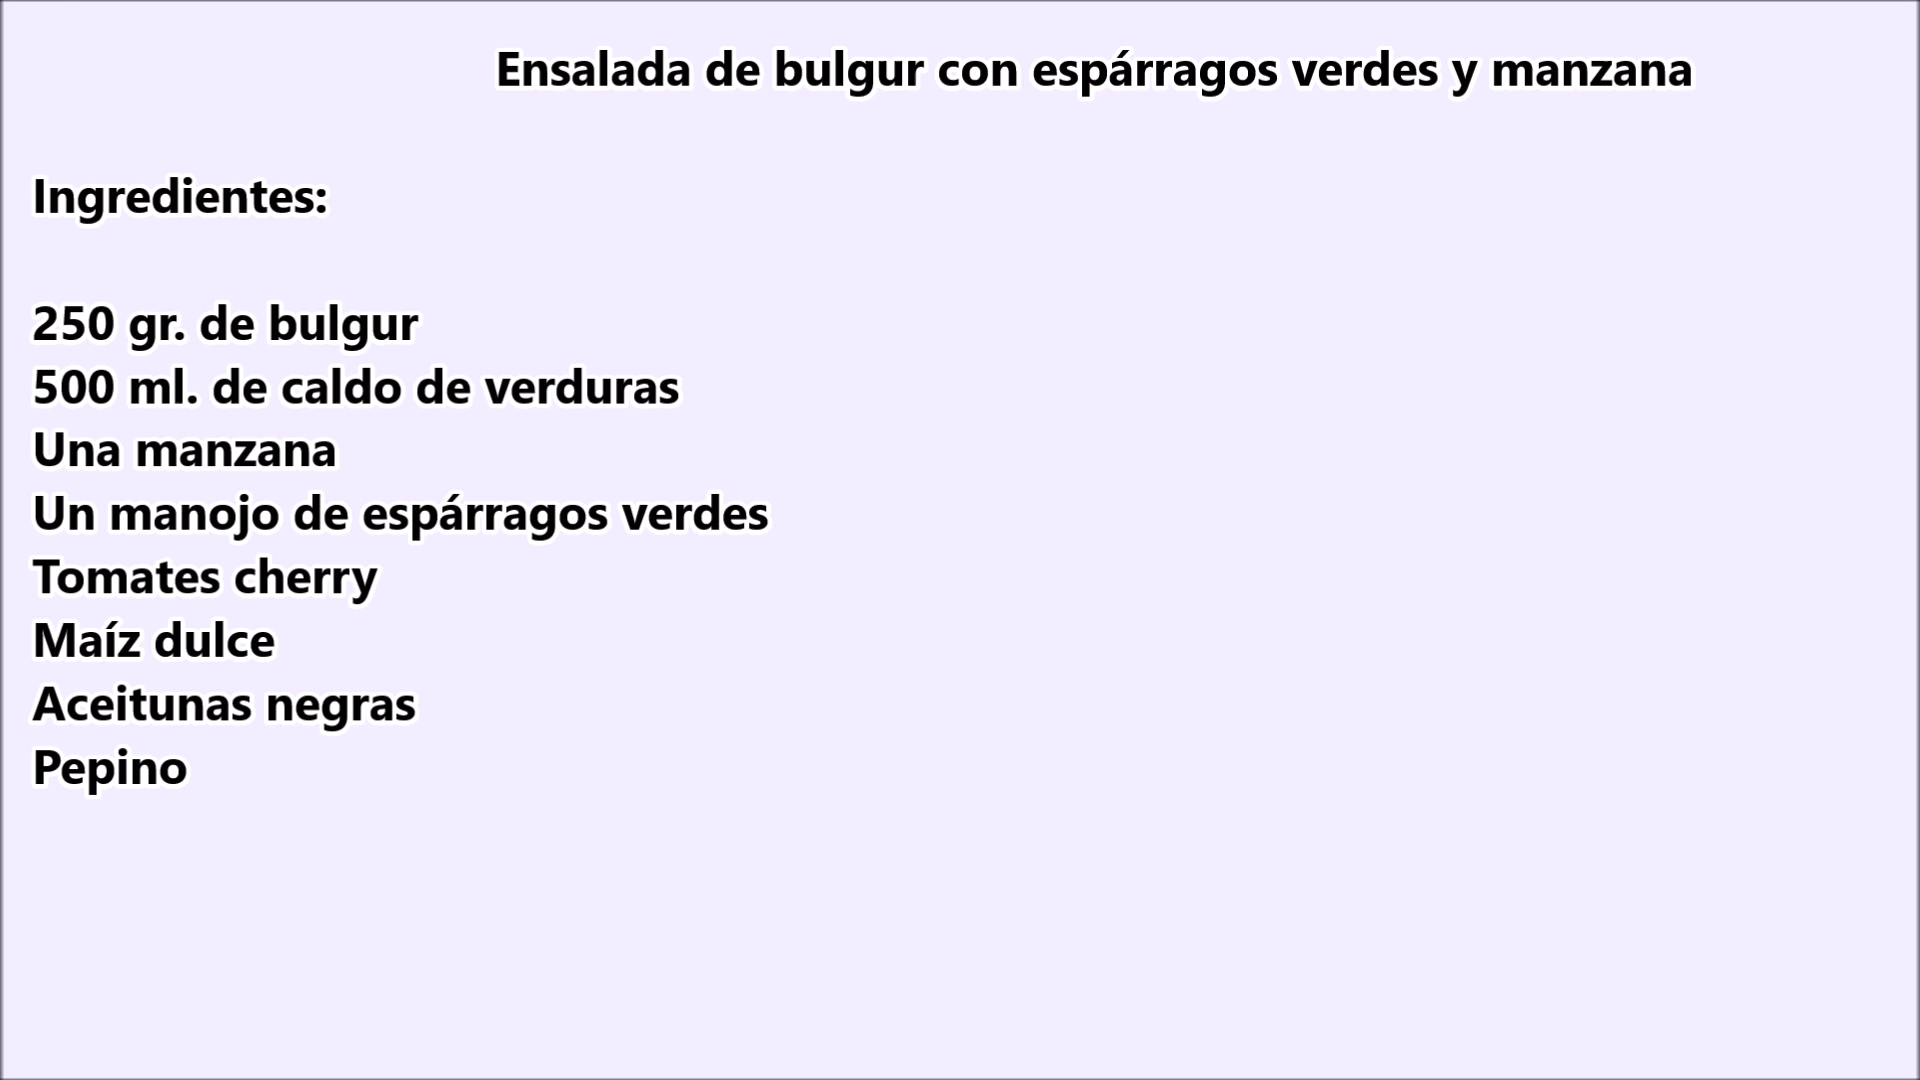 Ensalada de bulgur con espárragos verdes y manzana
Ingredientes:
250 gr. de bulgur
500 ml. de caldo de verduras
Una manzana
Un manojo de espárragos verdes
Tomates cherry
Maíz dulce
Aceitunas negras
Pepino